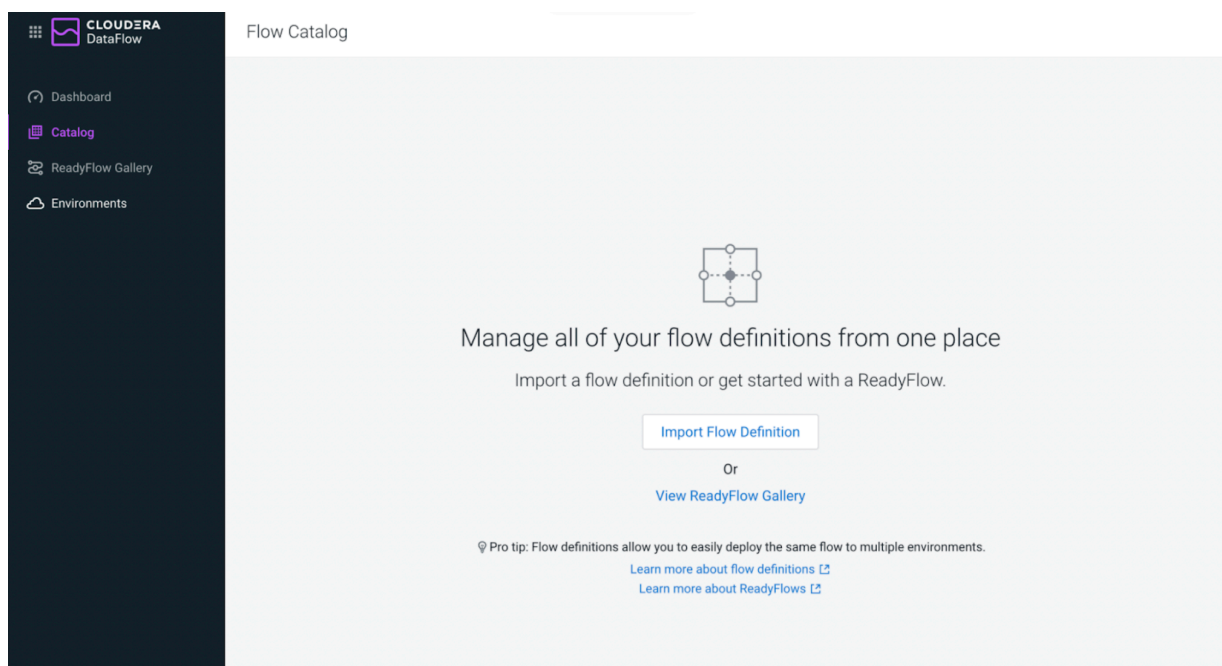 CLOUDΞRA
DataFlow
Flow Catalog
Dashboard
Catalog
ReadyFlow Gallery
Environments
Manage all of your flow definitions from one place
Import a flow definition or get started with a ReadyFlow.
Import Flow Definition
Or
View ReadyFlow Gallery
Pro tip: Flow definitions allow you to easily deploy the same flow to multiple environments.
Learn more about flow definitions
Learn more about ReadyFlows